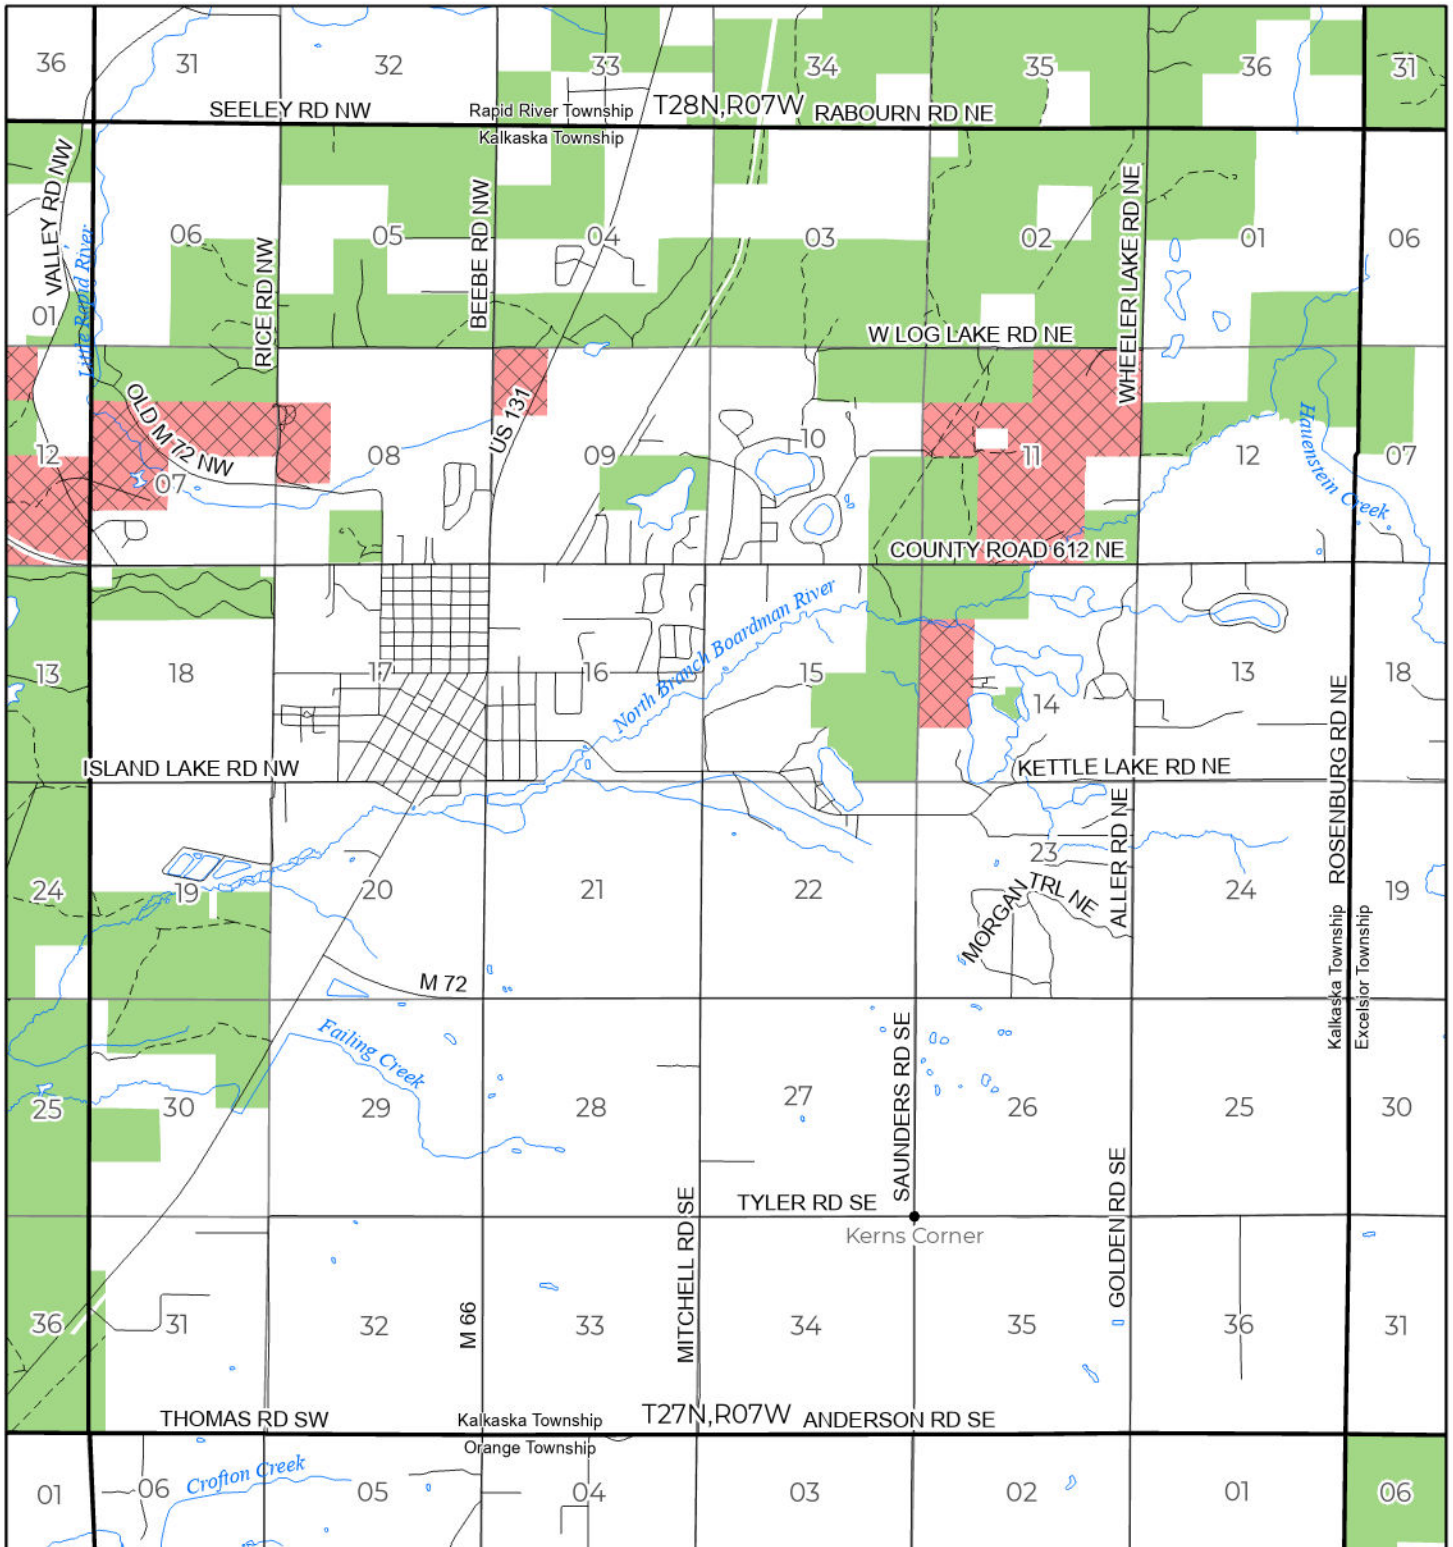 36
31
32
33
34
35
36
31
SEELEY RD NW
Rapid River Township
T28N,R07W
RABOURN RD NE
Kalkaska Township
VALLEY RD NW
Little Rapid River
06
RICE RD NW
05
BEEBE RD NW
04
03
02
WHEELER LAKE RD NE
01
06
01
W LOG LAKE RD NE
OLD M 72 NW
US 131
12
07
08
09
10
11
12
Hauenstein Creek
07
COUNTY ROAD 612 NE
13
18
17
16
North Branch Boardman River
15
14
13
18
ISLAND LAKE RD NW
KETTLE LAKE RD NE
ROSENBURG RD NE
24
19
20
21
22
23
MORGAN TRL NE
ALLER RD NE
24
19
Kalkaska Township
Excelsior Township
M 72
Failing Creek
25
30
29
28
27
SAUNDERS RD SE
26
25
30
TYLER RD SE
Kerns Corner
MITCHELL RD SE
GOLDEN RD SE
36
31
32
M 66
33
34
35
36
31
THOMAS RD SW
Kalkaska Township
T27N,R07W
ANDERSON RD SE
Orange Township
01
06
Crofton Creek
05
04
03
02
01
06